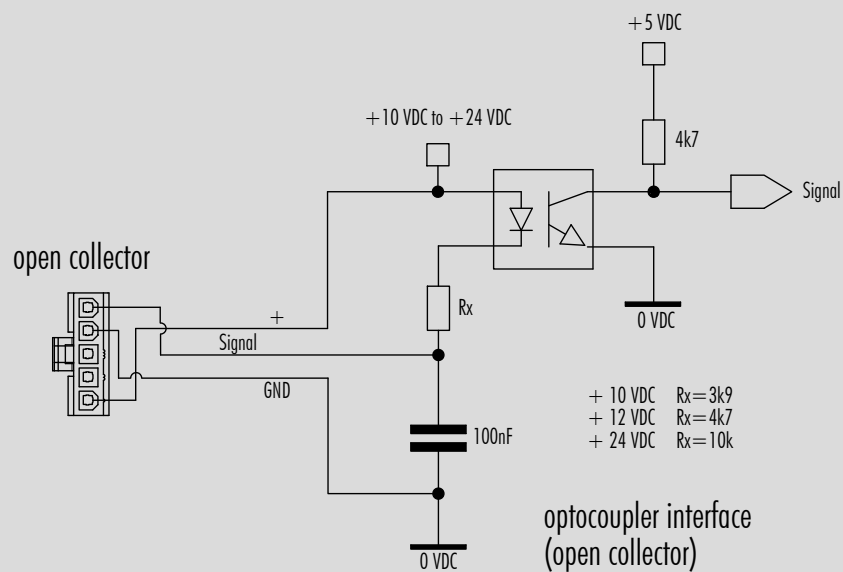 +5 VDC
+10 VDC to +24 VDC
4k7
Signal
open collector
+
Rx
0 VDC
Signal
GND
+ 10 VDC Rx=3k9
+ 12 VDC Rx=4k7
+ 24 VDC Rx=10k
100nF
optocoupler interface
(open collector)
0 VDC